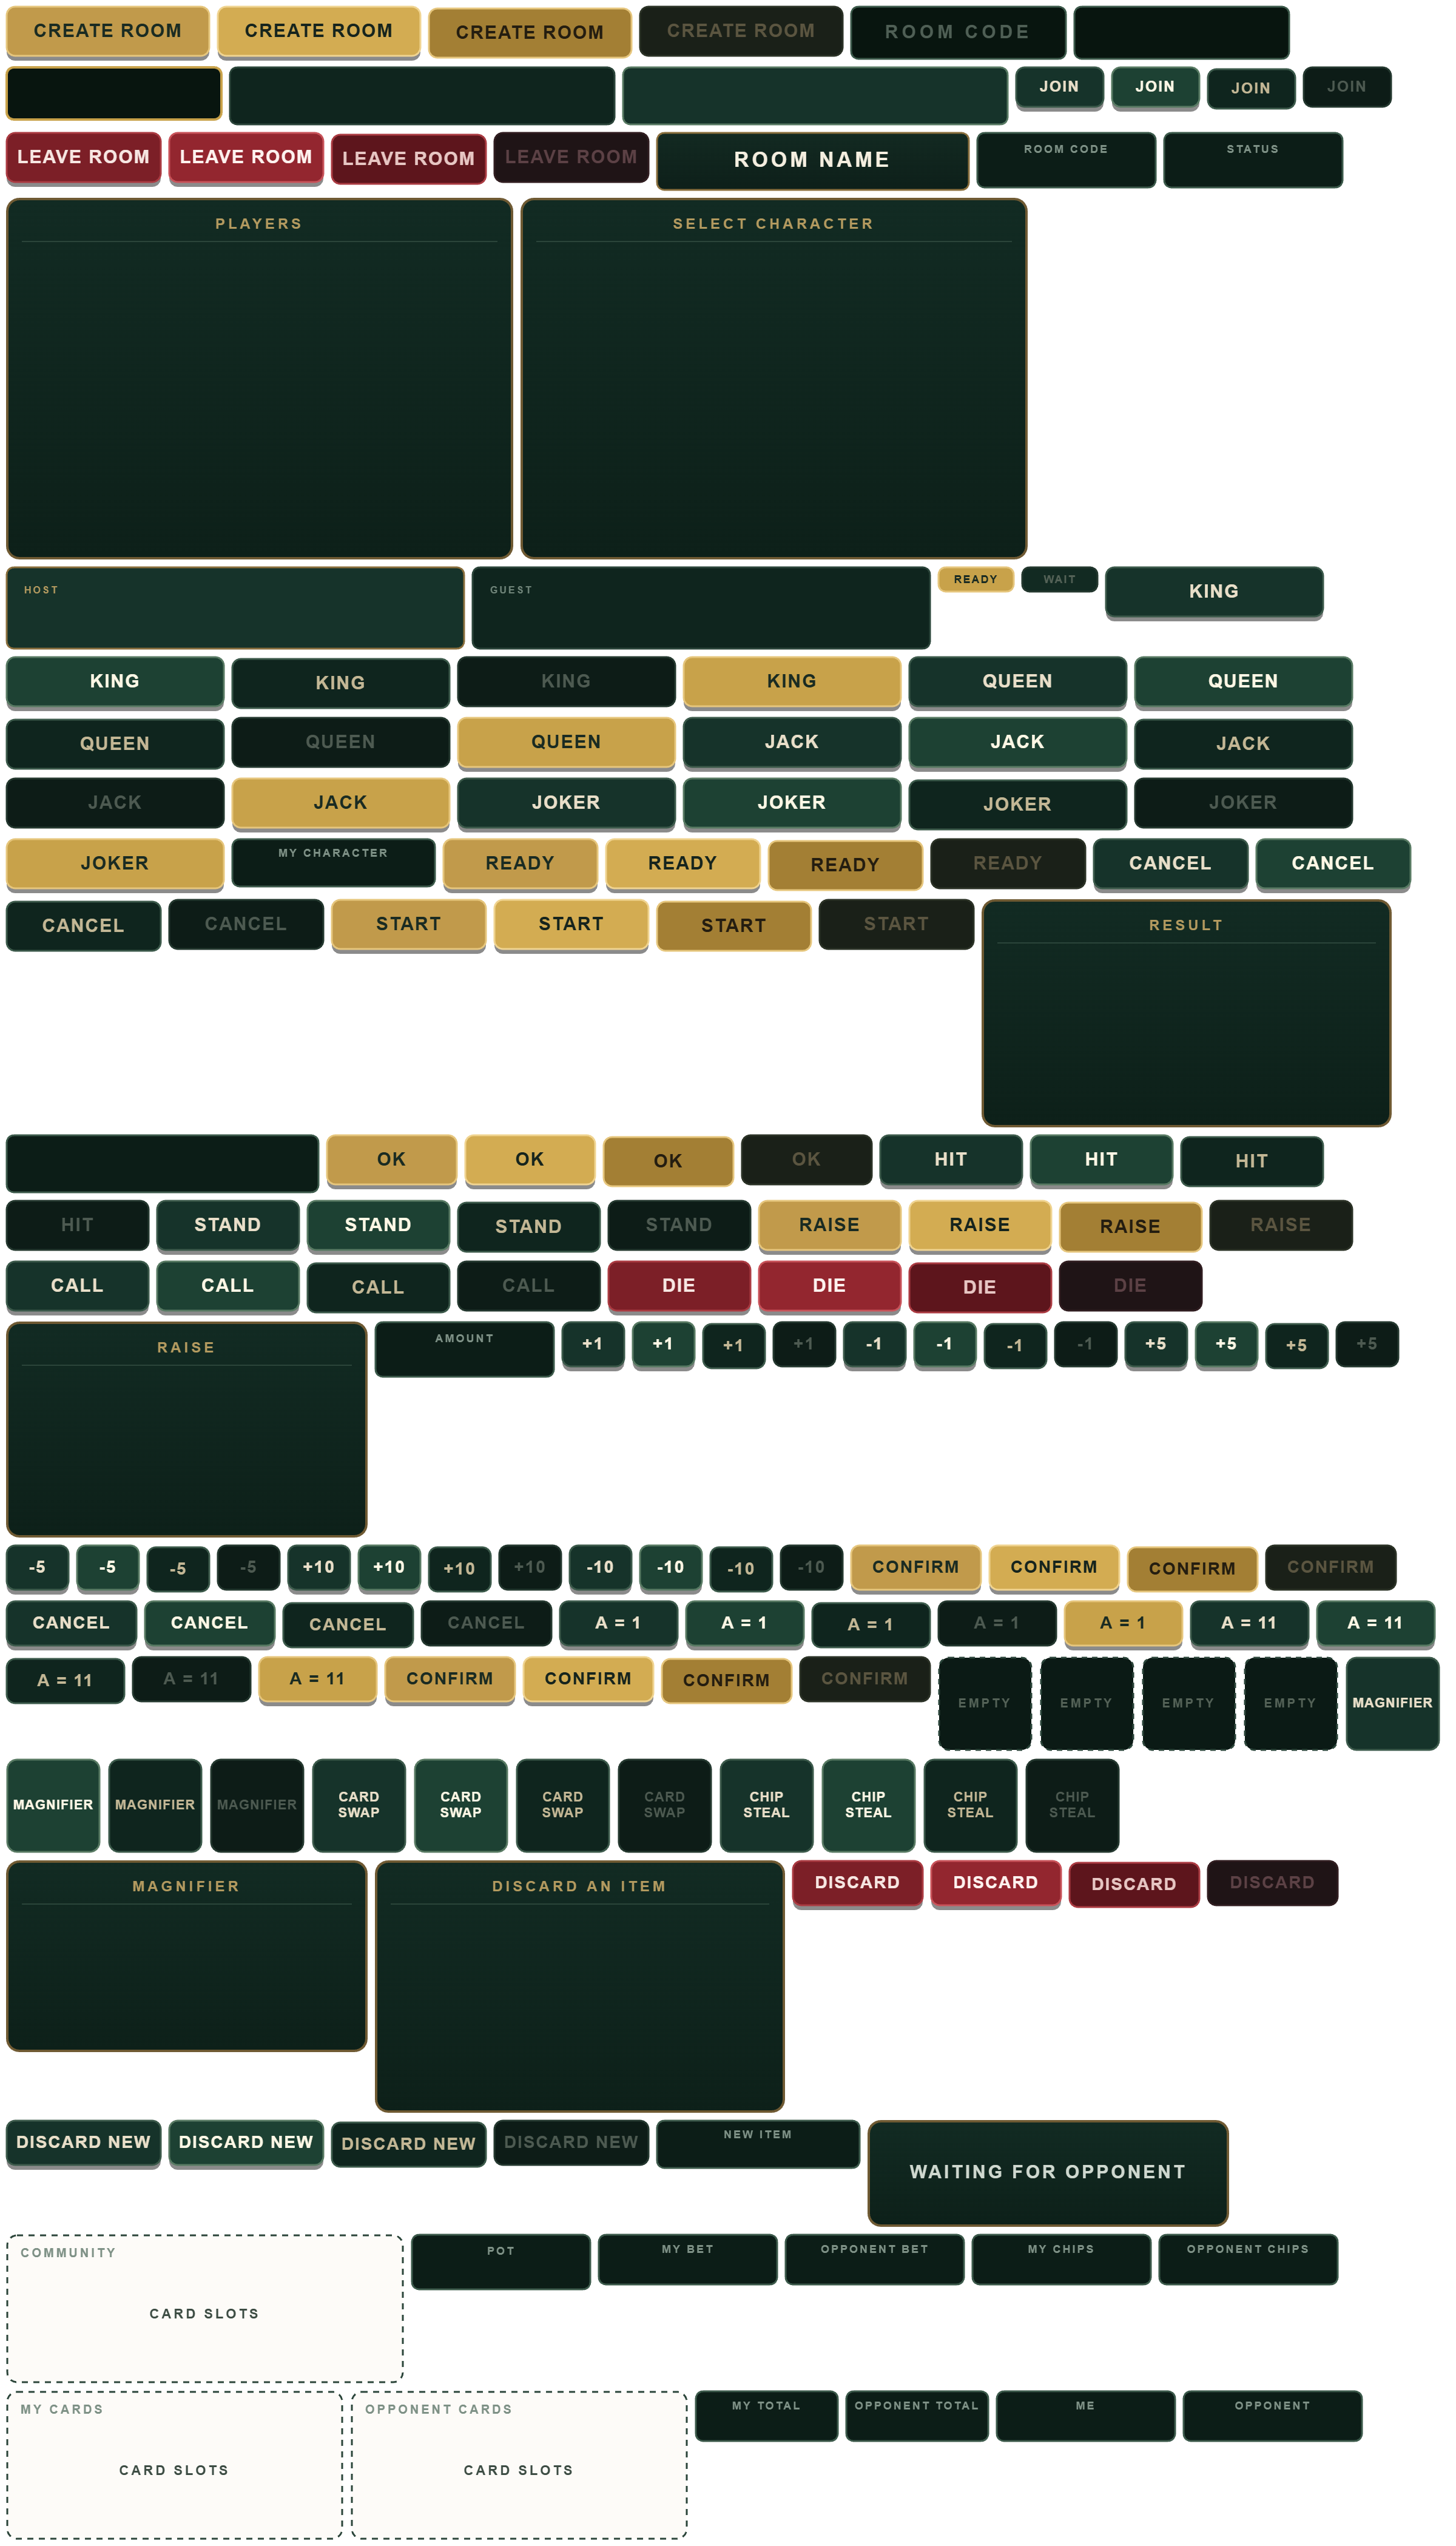 CREATE ROOM CREATE ROOM CREATE ROOM CREATE ROOM ROOM CODE
JOIN JOIN JOIN JOIN
LEAVE ROOM LEAVE ROOM LEAVE ROOM LEAVE ROOM ROOM NAME ROOM CODE STATUS
PLAYERS SELECT CHARACTER
HOST GUEST READY WAIT KING
KING KING KING KING QUEEN QUEEN
QUEEN QUEEN QUEEN JACK JACK JACK
JACK JACK JOKER JOKER JOKER JOKER
JOKER MY CHARACTER READY READY READY READY CANCEL CANCEL
CANCEL CANCEL START START START START RESULT
OK OK OK OK HIT HIT HIT
HIT STAND STAND STAND STAND RAISE RAISE RAISE RAISE
CALL CALL CALL CALL DIE DIE DIE DIE
RAISE AMOUNT +1 +1 +1 +1 -1 -1 -1 -1 +5 +5 +5 +5
-5 -5 -5 -5 +10 +10 +10 +10 -10 -10 -10 -10 CONFIRM CONFIRM CONFIRM CONFIRM
CANCEL CANCEL CANCEL CANCEL A = 1 A = 1 A = 1 A = 1 A = 1 A = 11 A = 11
A = 11 A = 11 A = 11 CONFIRM CONFIRM CONFIRM CONFIRM EMPTY EMPTY EMPTY EMPTY MAGNIFIER
MAGNIFIER MAGNIFIER MAGNIFIER CARD SWAP CARD SWAP CARD SWAP CARD SWAP CHIP STEAL CHIP STEAL CHIP STEAL CHIP STEAL
MAGNIFIER DISCARD AN ITEM DISCARD DISCARD DISCARD DISCARD
DISCARD NEW DISCARD NEW DISCARD NEW DISCARD NEW NEW ITEM WAITING FOR OPPONENT
COMMUNITY POT MY BET OPPONENT BET MY CHIPS OPPONENT CHIPS
CARD SLOTS
MY CARDS OPPONENT CARDS MY TOTAL OPPONENT TOTAL ME OPPONENT
CARD SLOTS CARD SLOTS